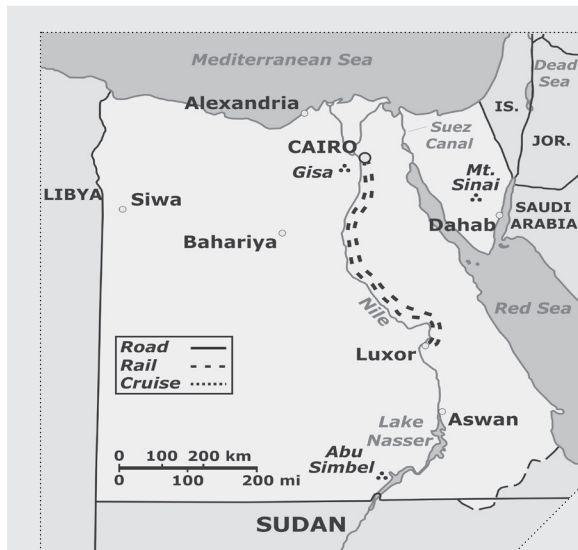 Mediterranean Sea
Dead
Sea
Alexandria
IS.
Suez
Canal
JOR.
CAIRO
Gisa
Mt.
Sinai
LIBYA
Siwa
SAUDI
ARABIA
Dahab
Bahariya
Red Sea
Nile
Road
Rail
Cruise
Luxor
Lake
Nasser
Aswan
Abu
Simbel
0 100 200 km
0 100 200 mi
SUDAN